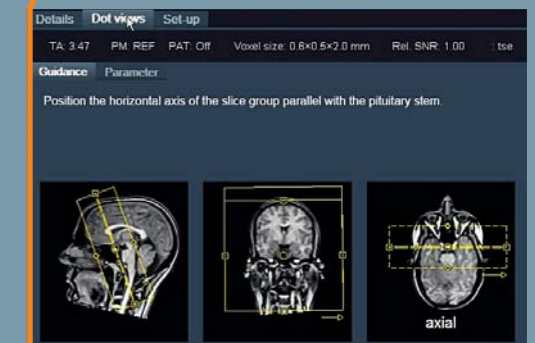 Details Dot views Set-up
TA: 3.47 PM: REF PAT: Off Voxel size: 0.8×0.5×2.0 mm Rel. SNR: 1.00 : tse
Guidance Parameter
Position the horizontal axis of the slice group parallel with the pituitary stem.
axial